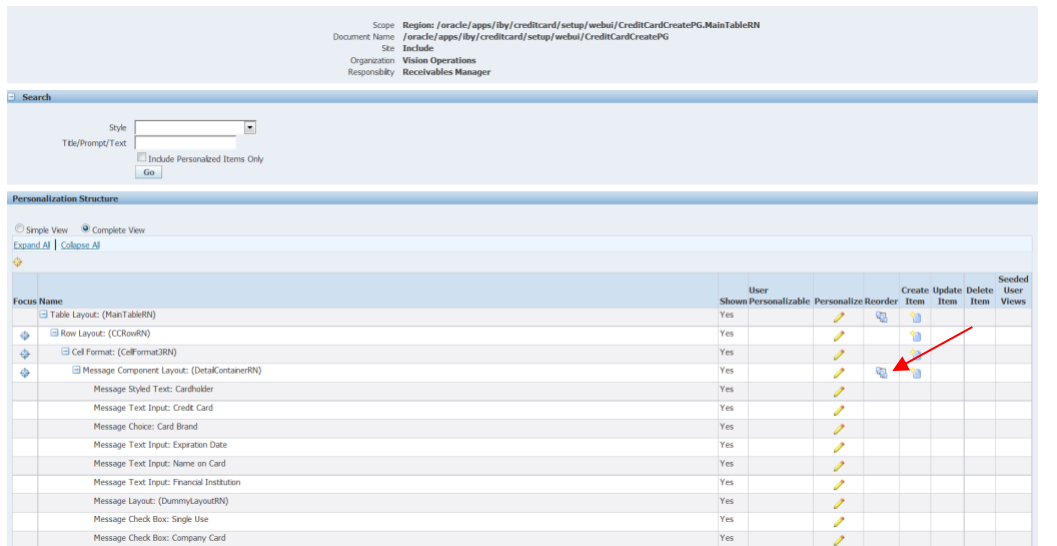 Scope Region: /oracle/apps/iby/creditcard/setup/webui/CreditCardCreatePG.MainTableRN
Document Name /oracle/apps/iby/creditcard/setup/webui/CreditCardCreatePG
Site Include
Organization Vision Operations
Responsibility Receivables Manager
Search
Style
Title/Prompt/Text
Include Personalized Items Only
Go
Personalization Structure
Simple View Complete View
Expand All Collapse All
Focus Name Shown User Personalizable Personalize Reorder Create Item Update Item Delete Item Seeded User Views
Table Layout: (MainTableRN) Yes
Row Layout: (CCRowRN) Yes
Cell Format: (CellFormat3RN) Yes
Message Component Layout: (DetailContainerRN) Yes
Message Styled Text: Cardholder Yes
Message Text Input: Credit Card Yes
Message Choice: Card Brand Yes
Message Text Input: Expiration Date Yes
Message Text Input: Name on Card Yes
Message Text Input: Financial Institution Yes
Message Layout: (DummyLayoutRN) Yes
Message Check Box: Single Use Yes
Message Check Box: Company Card Yes